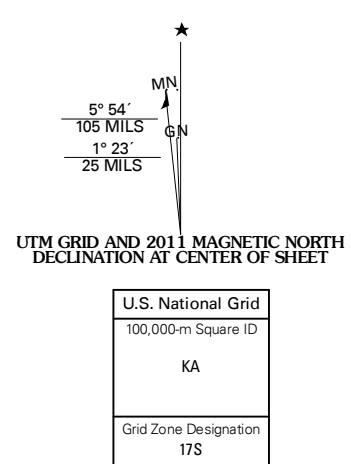 MN
5° 54´
105 MILS
GN
1° 23´
25 MILS
UTM GRID AND 2011 MAGNETIC NORTH
DECLINATION AT CENTER OF SHEET
U.S. National Grid
100,000-m Square ID
KA
Grid Zone Designation
17S